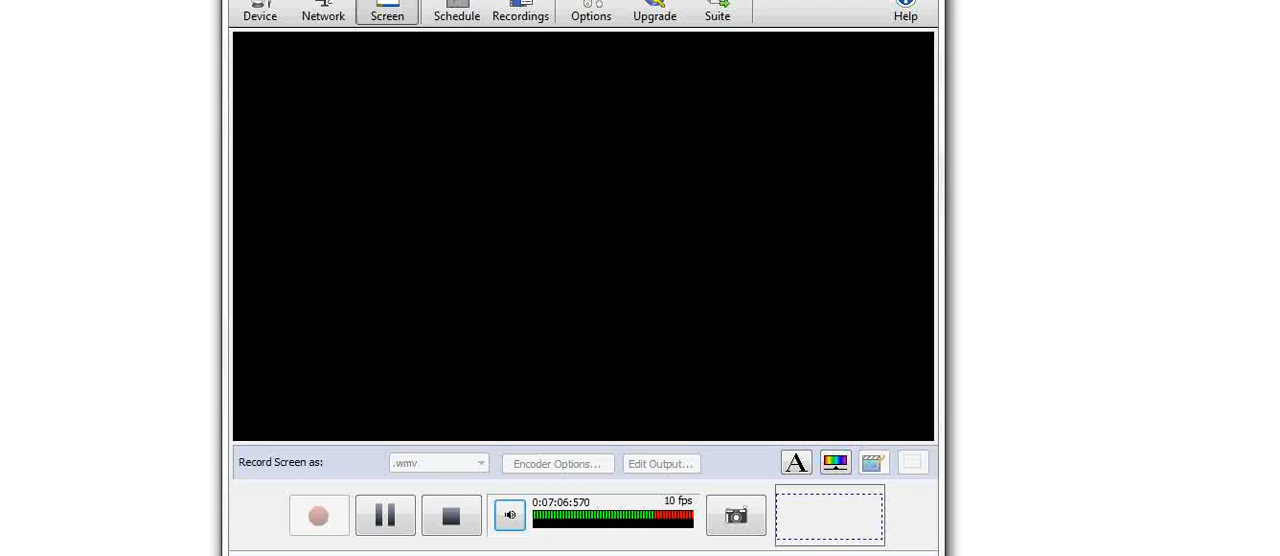 Device Network Screen Schedule Recordings Options Upgrade Suite Help
Record Screen as: .wmv Encoder Options... Edit Output... A
0:07:06:570 10 fps